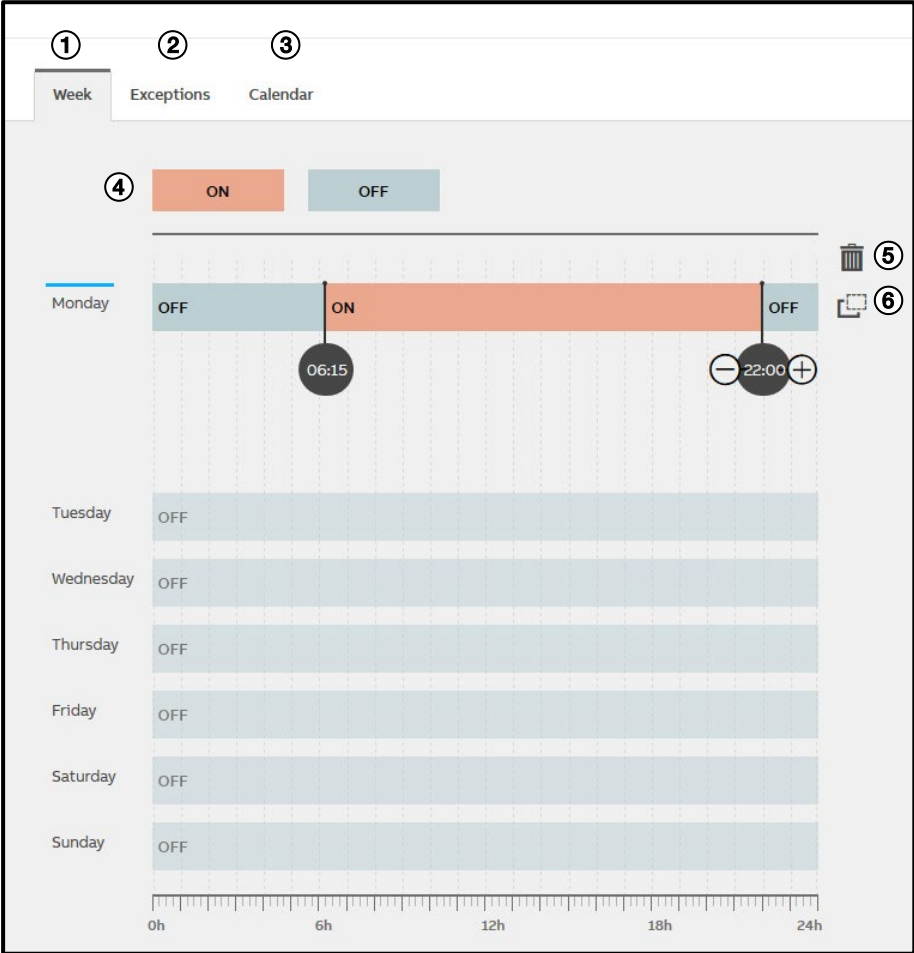 ① ② ③
Week Exceptions Calendar
④ ON OFF
⑤
Monday OFF ON OFF ⑥
06:15 22:00
Tuesday OFF
Wednesday OFF
Thursday OFF
Friday OFF
Saturday OFF
Sunday OFF
0h 6h 12h 18h 24h